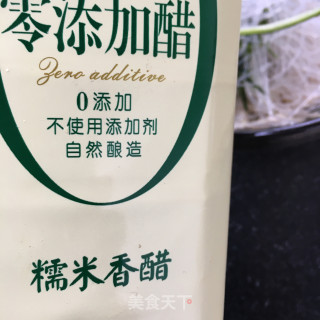 零添加醋
Zero additive
0添加
不使用添加剂
自然酿造
糯米香醋
美食天下